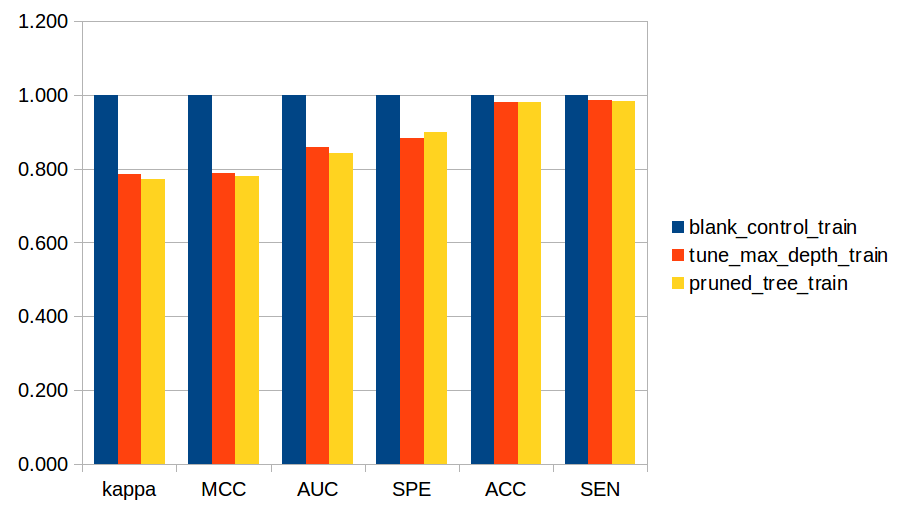 1.200
1.000
0.800
0.600
0.400
0.200
0.000
kappa MCC AUC SPE ACC SEN
blank_control_train
tune_max_depth_train
pruned_tree_train